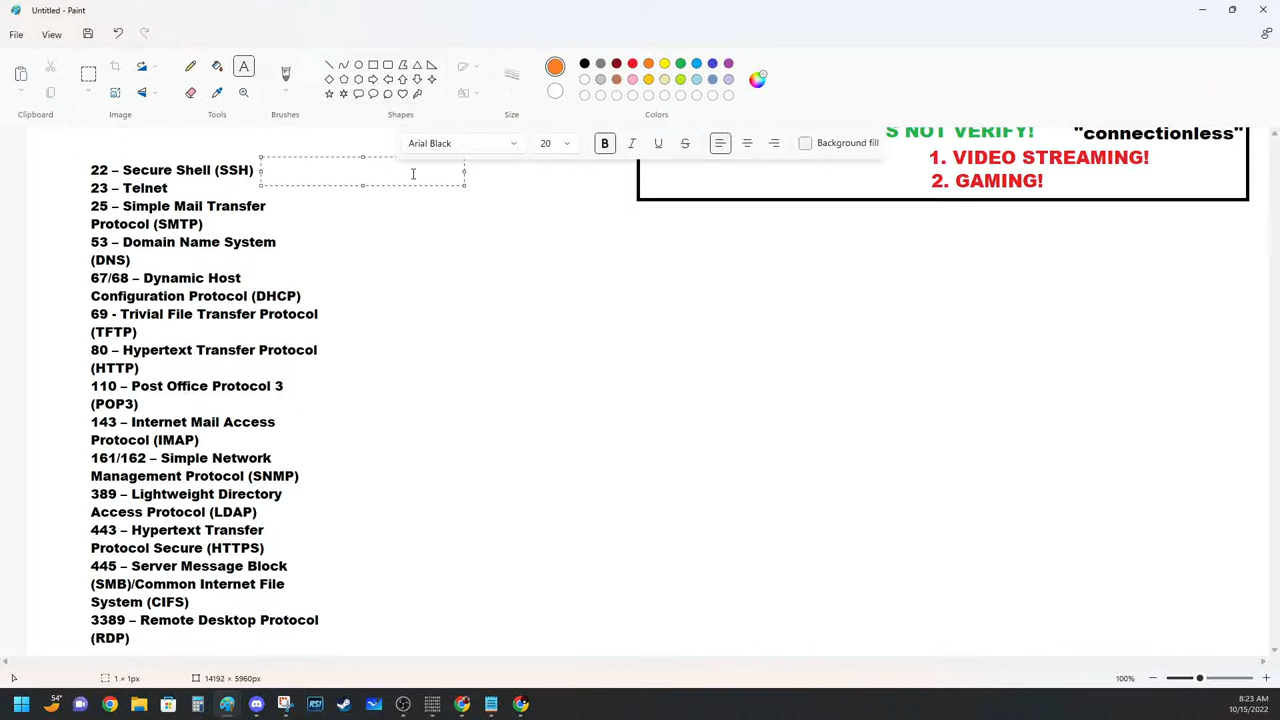 Untitled - Paint
File
View
A
Clipboard
Image
Tools
Brushes
Shapes
Size
Colors
Arial Black
20
B
I
U
S
Background fill
S NOT VERIFY!
"connectionless"
1. VIDEO STREAMING!
2. GAMING!
22 – Secure Shell (SSH)
23 – Telnet
25 – Simple Mail Transfer
Protocol (SMTP)
53 – Domain Name System
(DNS)
67/68 – Dynamic Host
Configuration Protocol (DHCP)
69 - Trivial File Transfer Protocol
(TFTP)
80 – Hypertext Transfer Protocol
(HTTP)
110 – Post Office Protocol 3
(POP3)
143 – Internet Mail Access
Protocol (IMAP)
161/162 – Simple Network
Management Protocol (SNMP)
389 – Lightweight Directory
Access Protocol (LDAP)
443 – Hypertext Transfer
Protocol Secure (HTTPS)
445 – Server Message Block
(SMB)/Common Internet File
System (CIFS)
3389 – Remote Desktop Protocol
(RDP)
1 × 1px
14192 × 5960px
100%
54°
RSI
8:23 AM
10/15/2022